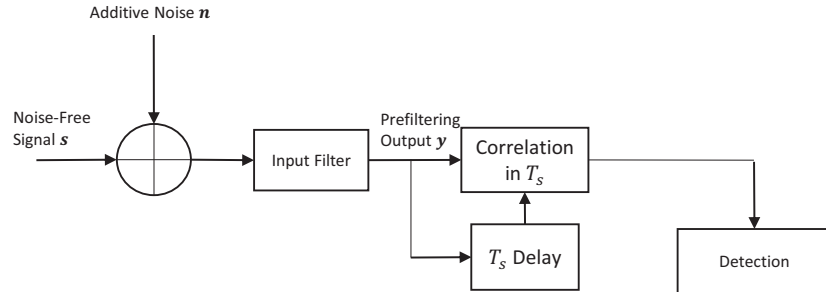 Additive Noise n
Noise-Free
Signal s
Input Filter
Prefiltering
Output y
Correlation
in Tₛ
Tₛ Delay
Detection